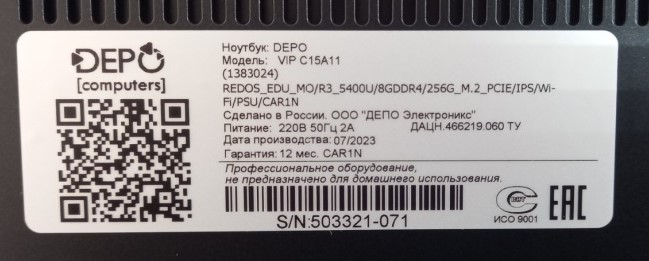 DEPO
[computers]
Ноутбук: DEPO
Модель: VIP C15A11
(1383024)
REDOS_EDU_MO/R3_5400U/8GDDR4/256G_M.2_PCIE/IPS/Wi-
Fi/PSU/CAR1N
Сделано в России. ООО "ДЕПО Электроникс"
Питание: 220В 50Гц 2А ДАЦН.466219.060 ТУ
Дата производства: 07/2023
Гарантия: 12 мес. CAR1N
Профессиональное оборудование,
не предназначено для домашнего использования.
S/N:503321-071
ИСО 9001
EAC